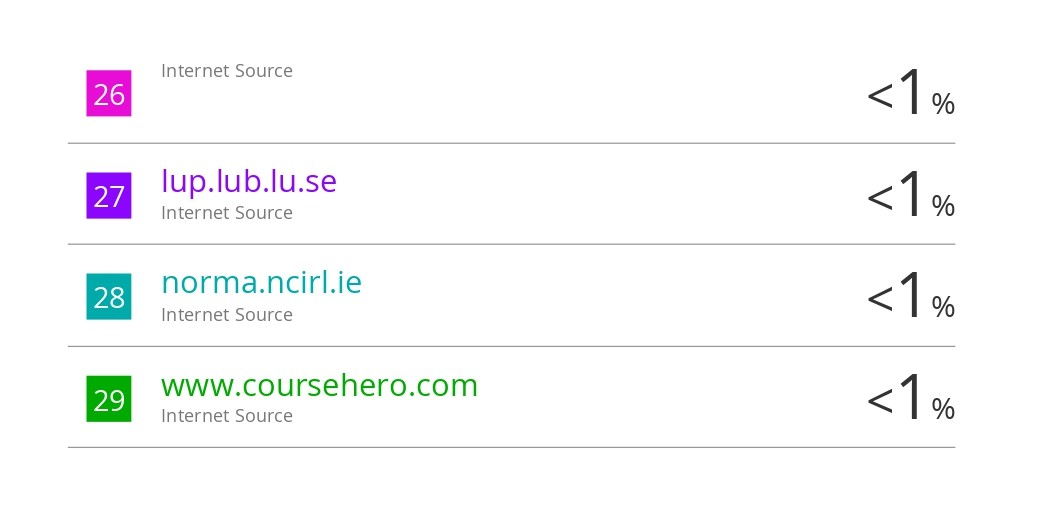 26 Internet Source <1%
27 lup.lub.lu.se <1%
Internet Source
28 norma.ncirl.ie <1%
Internet Source
29 www.coursehero.com <1%
Internet Source